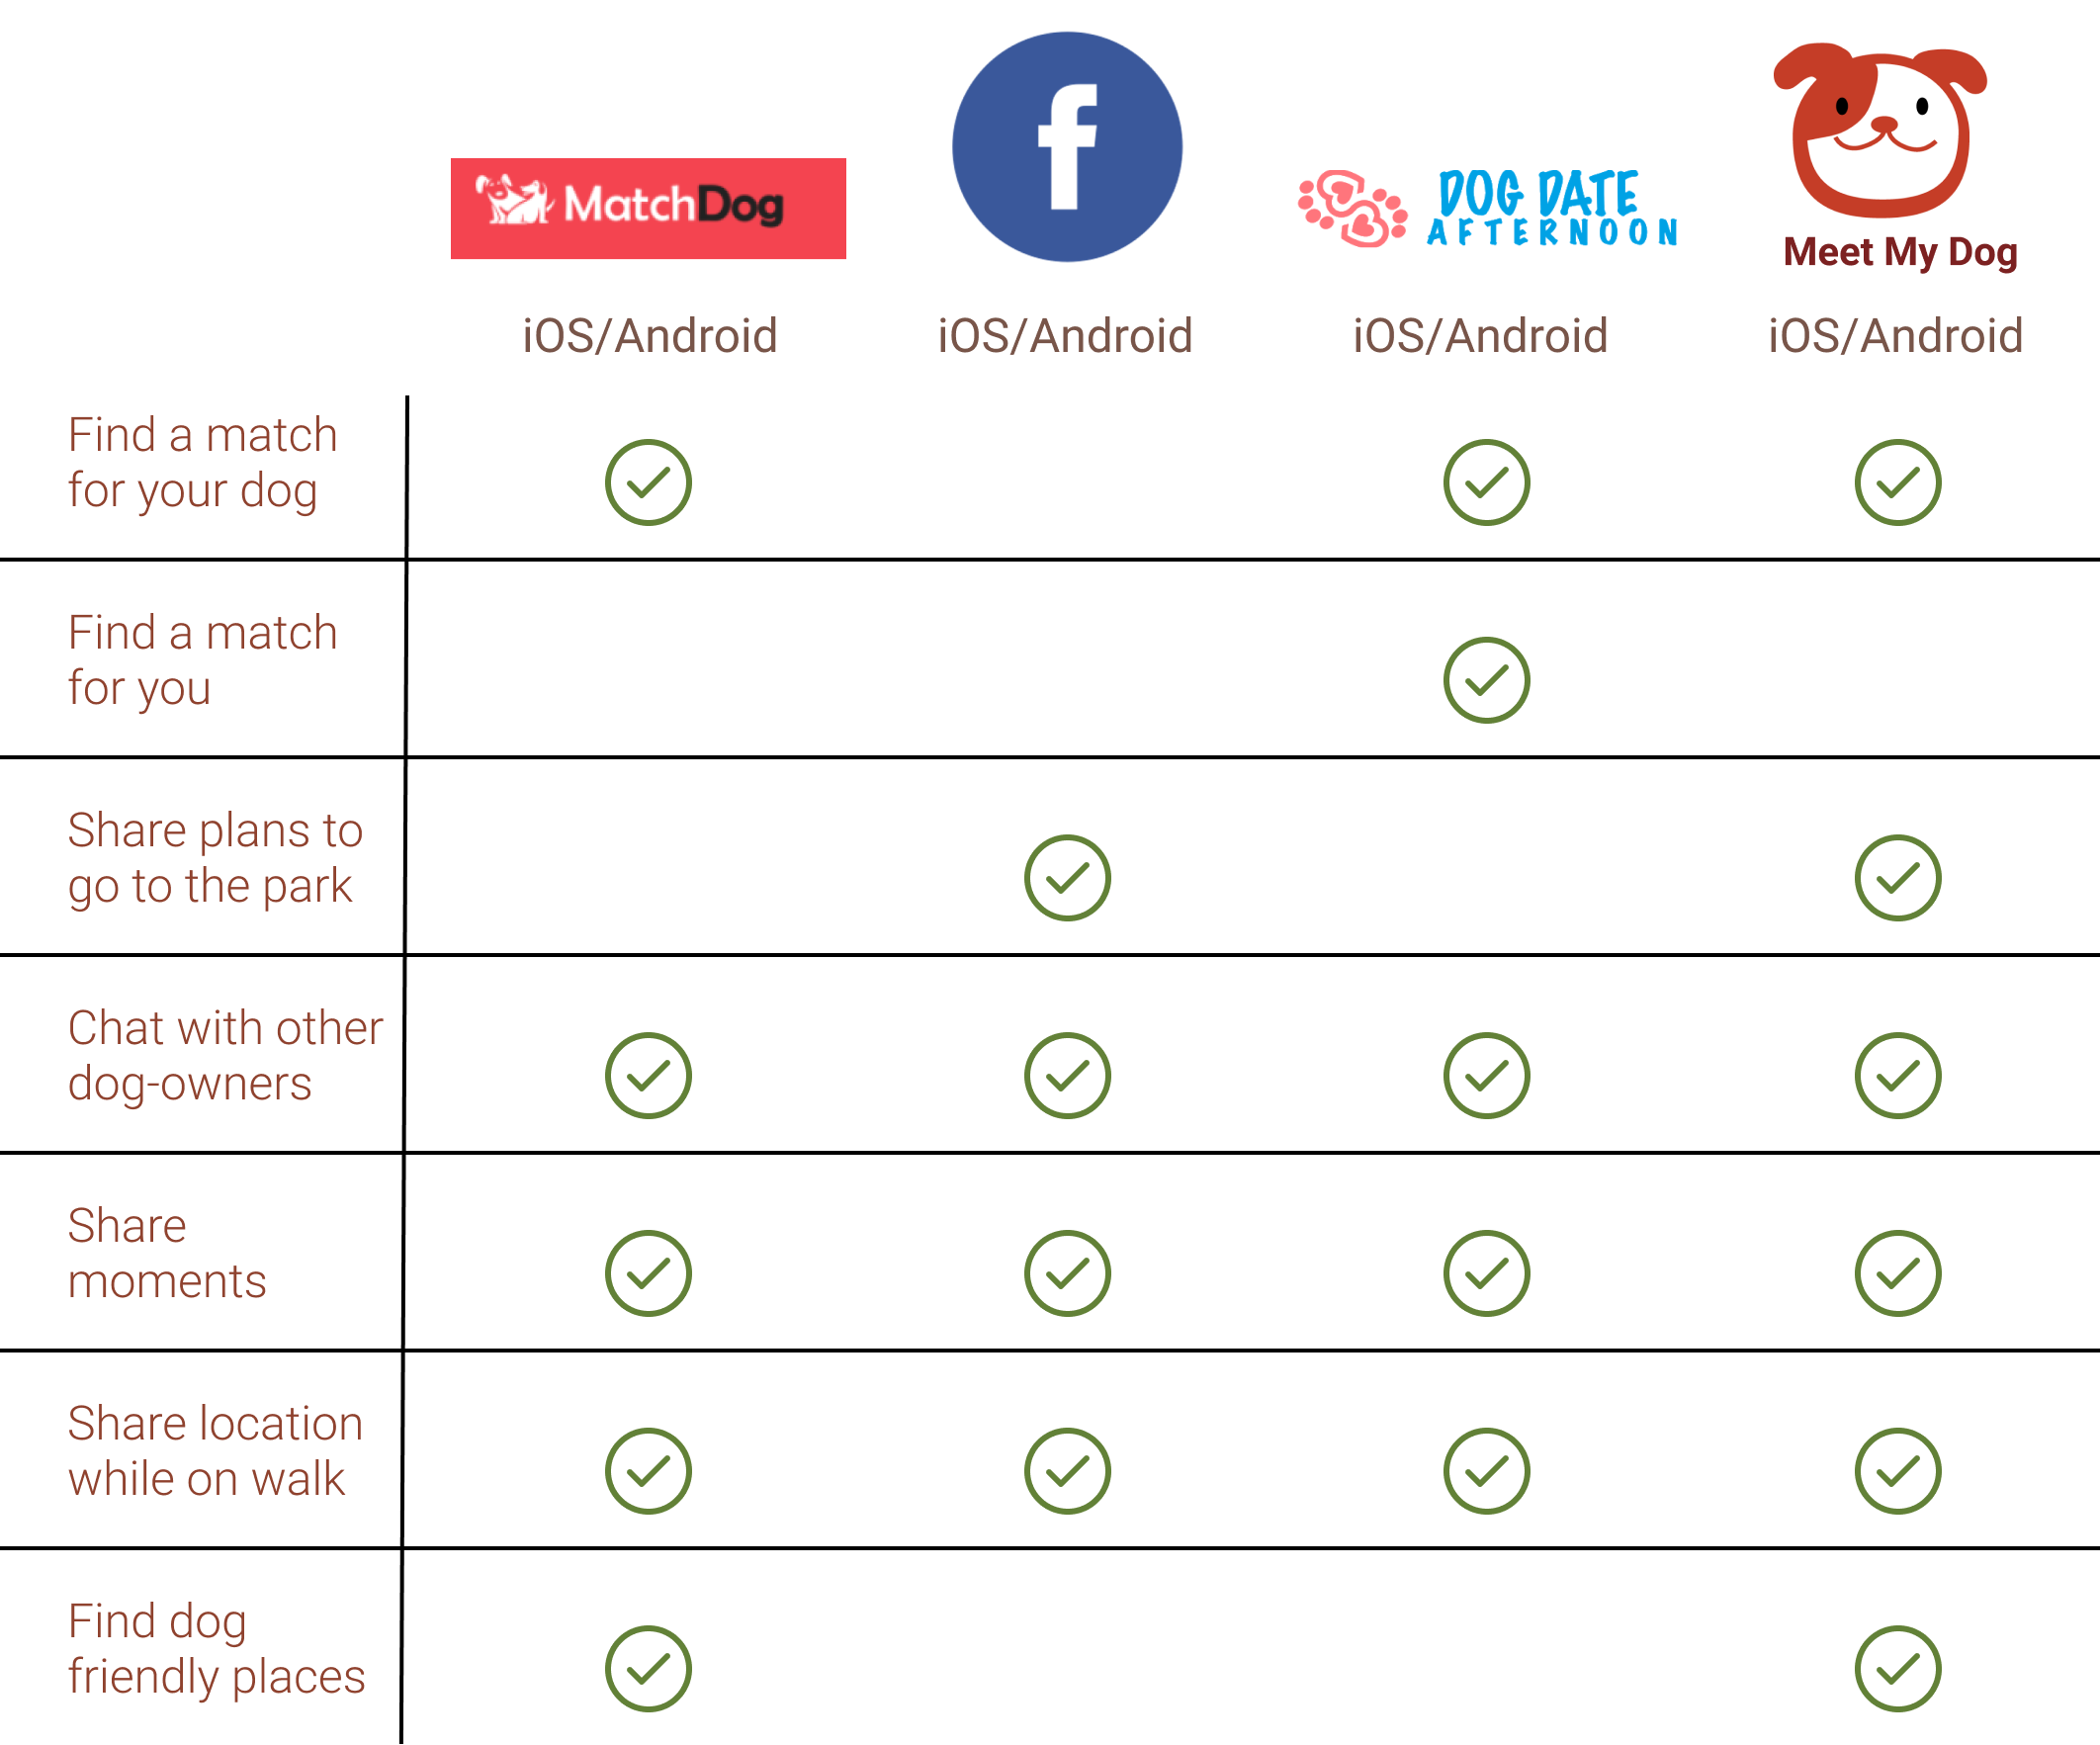 MatchDog
f
DOG DATE
AFTERNOON
Meet My Dog
iOS/Android
iOS/Android
iOS/Android
iOS/Android
Find a match
for your dog
Find a match
for you
Share plans to
go to the park
Chat with other
dog-owners
Share
moments
Share location
while on walk
Find dog
friendly places